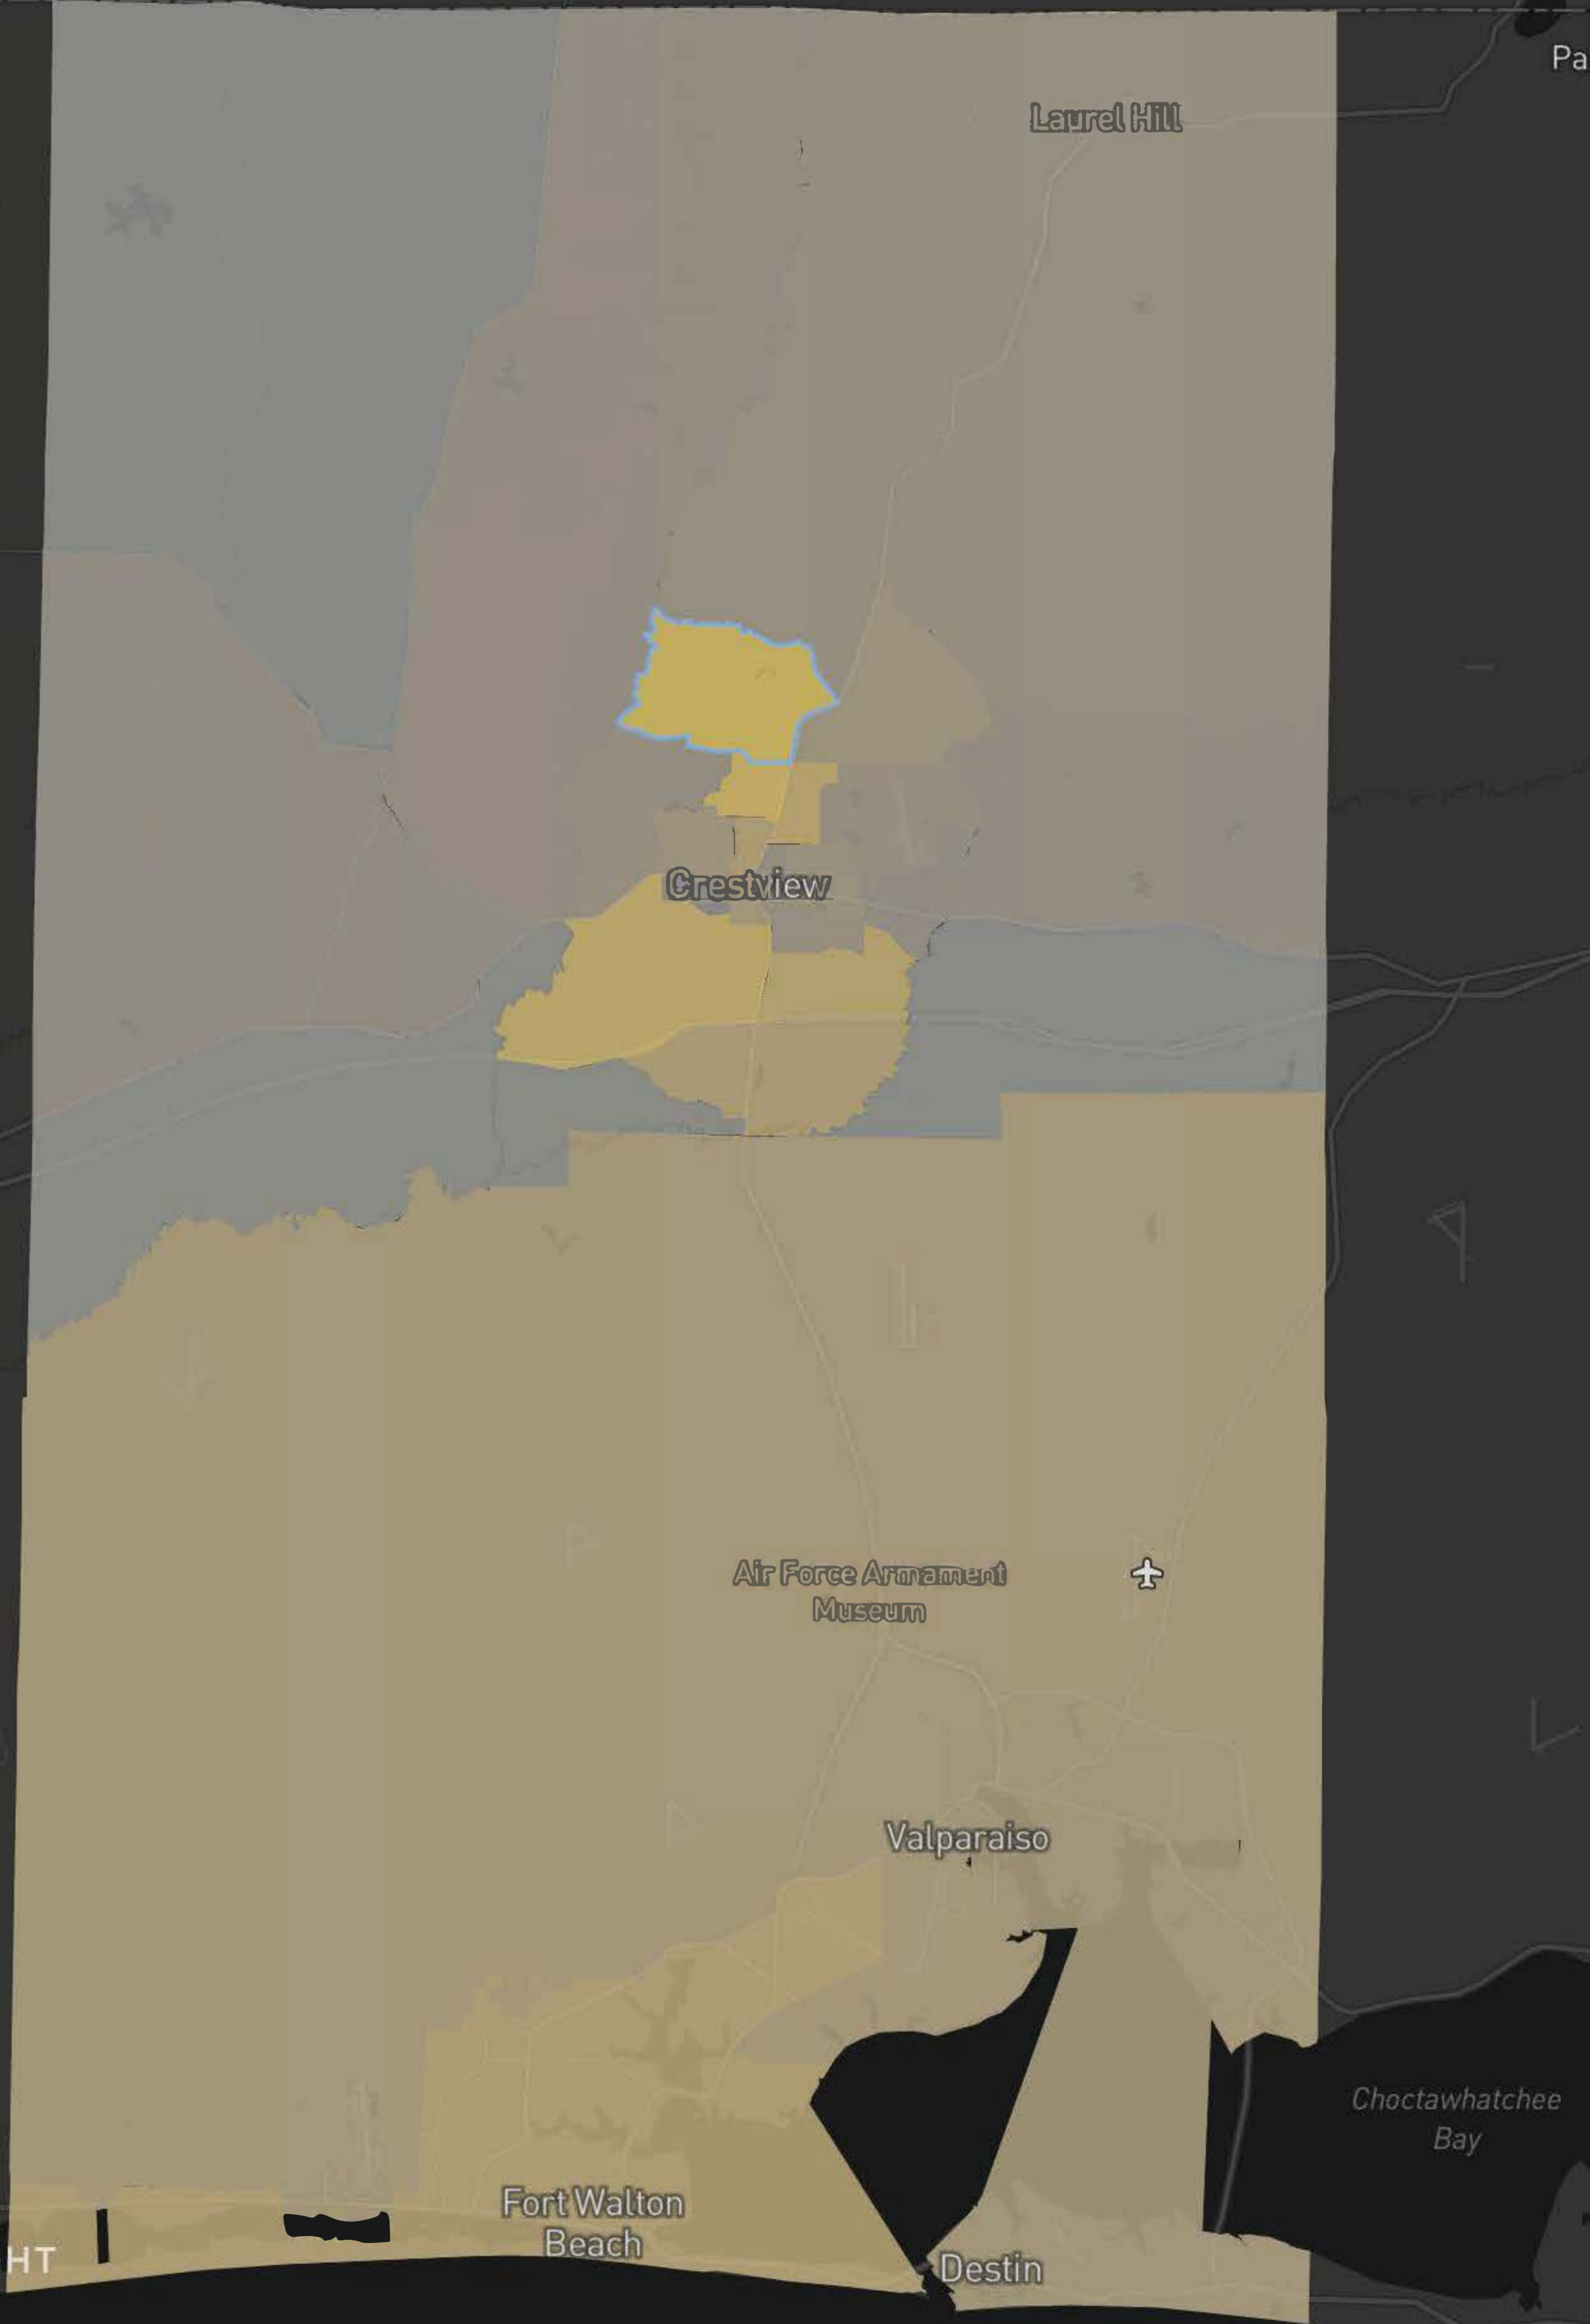 Pa
Laurel Hill
Crestview
Air Force Armament
Museum
Valparaiso
Choctawhatchee
Bay
Fort Walton
Beach
HT
Destin